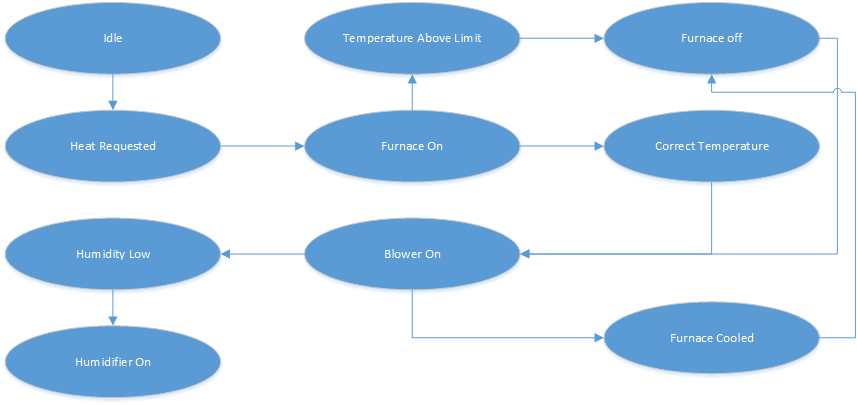 Idle
Temperature Above Limit
Furnace off
Heat Requested
Furnace On
Correct Temperature
Humidity Low
Blower On
Furnace Cooled
Humidifier On